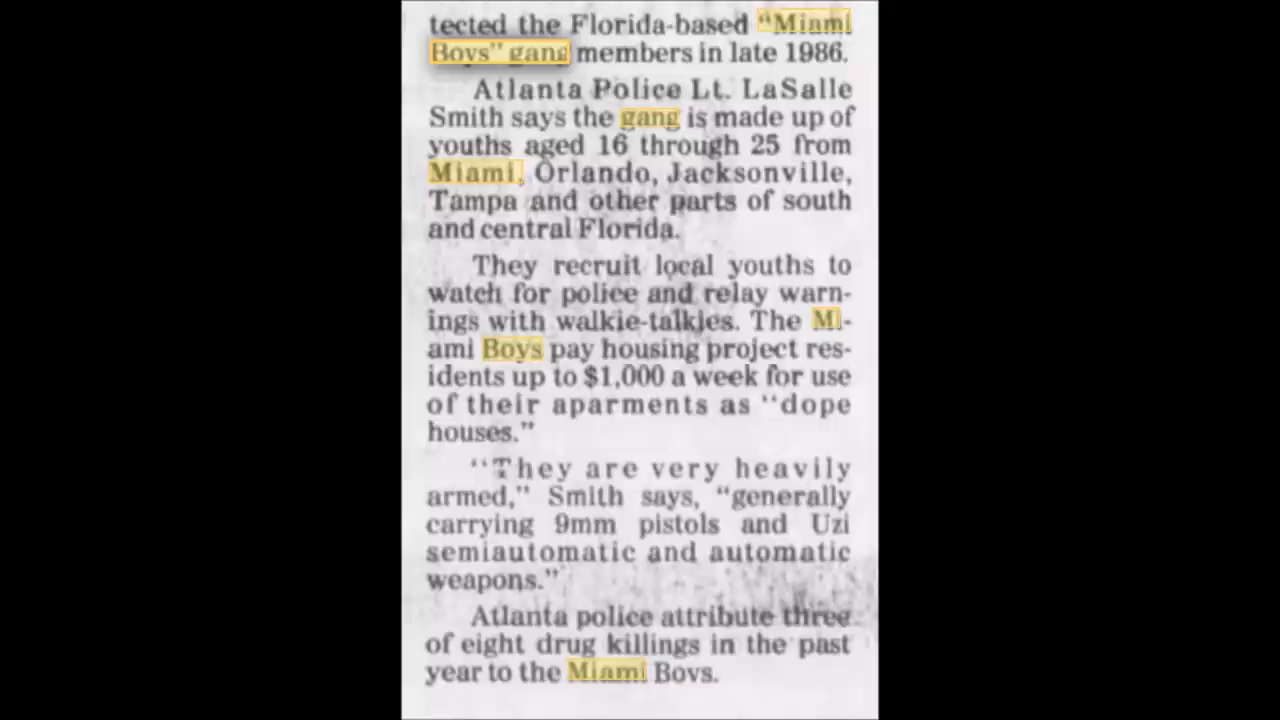 tected the Florida-based “Miami
Boys” gang members in late 1986.
Atlanta Police Lt. LaSalle
Smith says the gang is made up of
youths aged 16 through 25 from
Miami, Orlando, Jacksonville,
Tampa and other parts of south
and central Florida.
They recruit local youths to
watch for police and relay warn-
ings with walkie-talkies. The Mi-
ami Boys pay housing project res-
idents up to $1,000 a week for use
of their aparments as “dope
houses.”
“They are very heavily
armed,” Smith says, “generally
carrying 9mm pistols and Uzi
semiautomatic and automatic
weapons.”
Atlanta police attribute three
of eight drug killings in the past
year to the Miami Boys.